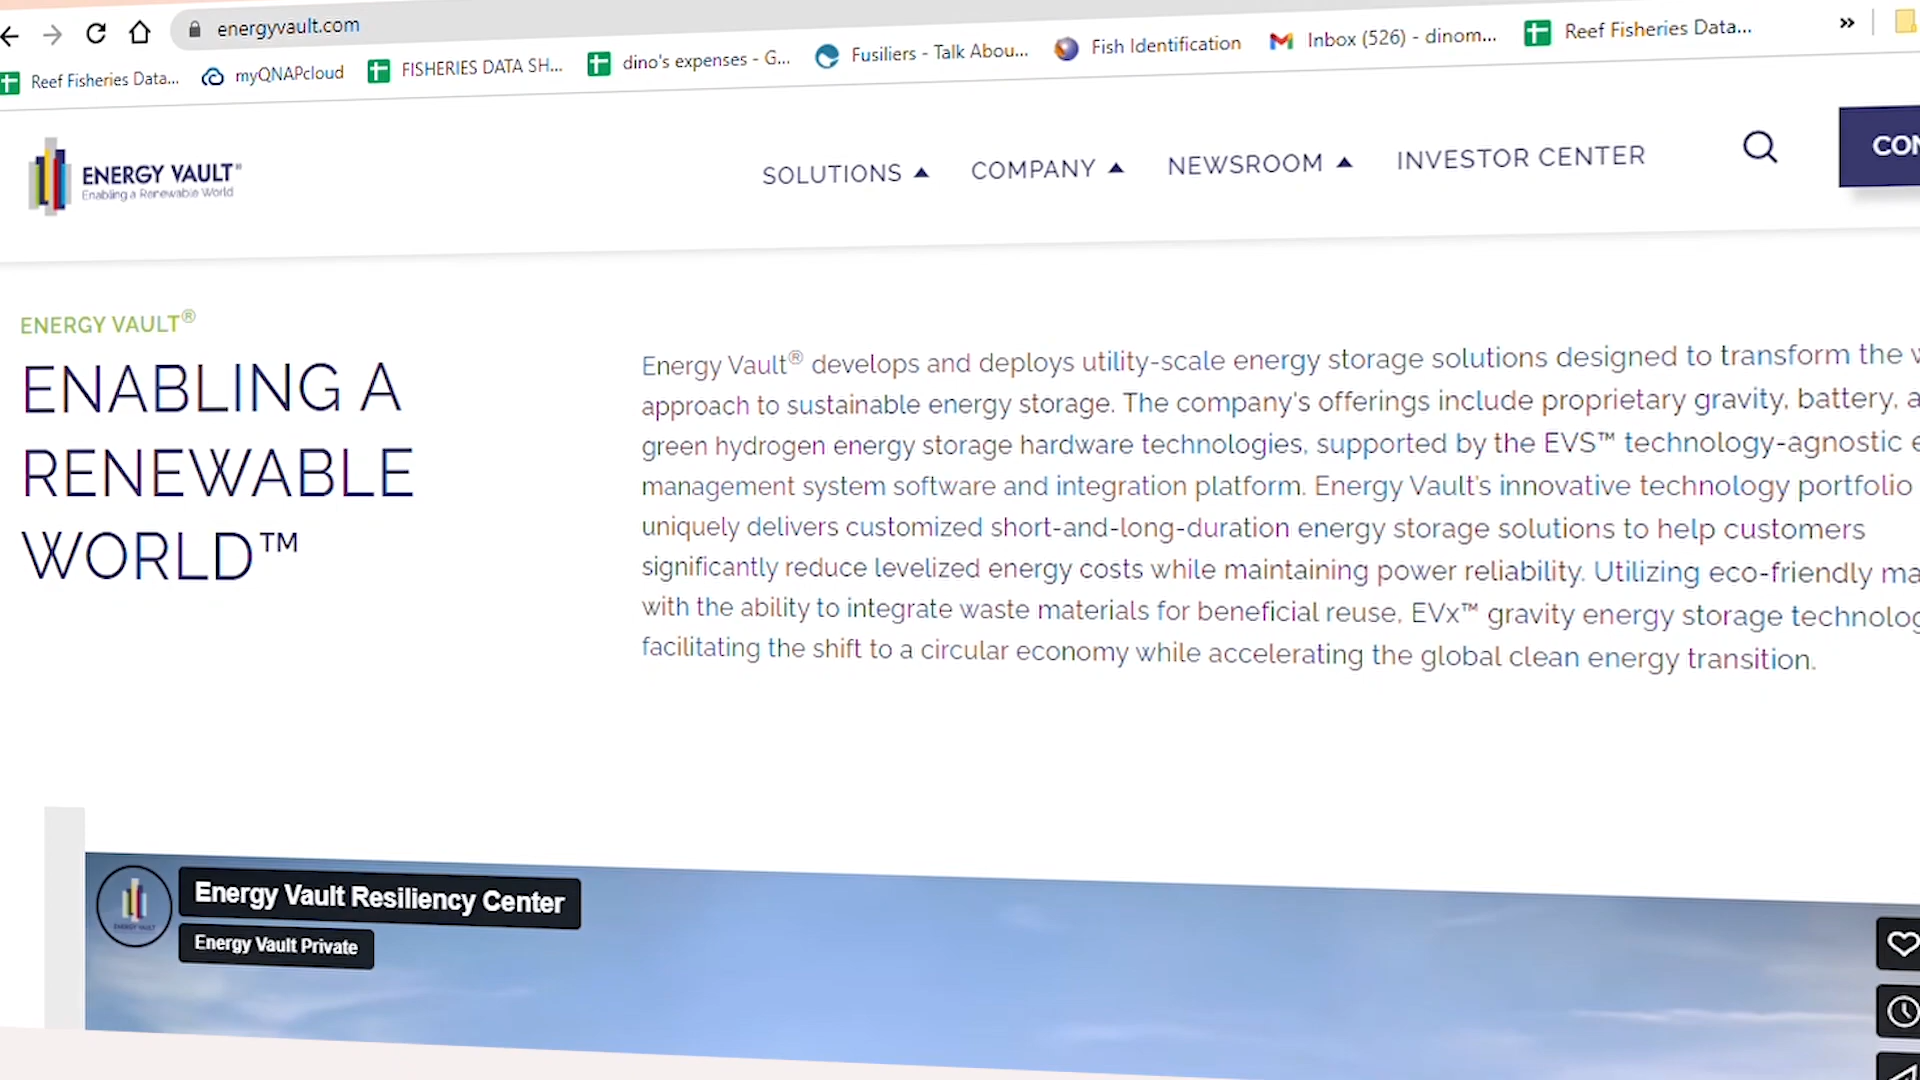 energyvault.com
Reef Fisheries Data... myQNAPcloud FISHERIES DATA SH... dino's expenses - G... Fusiliers - Talk Abou... Fish Identification Inbox (526) - dinom... Reef Fisheries Data... »
ENERGY VAULT®
Enabling a Renewable World
SOLUTIONS COMPANY NEWSROOM INVESTOR CENTER
ENERGY VAULT®
ENABLING A
RENEWABLE
WORLD™
Energy Vault® develops and deploys utility-scale energy storage solutions designed to transform the
approach to sustainable energy storage. The company's offerings include proprietary gravity, battery,
green hydrogen energy storage hardware technologies, supported by the EVS™ technology-agnostic
management system software and integration platform. Energy Vault's innovative technology portfolio
uniquely delivers customized short-and-long-duration energy storage solutions to help customers
significantly reduce levelized energy costs while maintaining power reliability. Utilizing eco-friendly
with the ability to integrate waste materials for beneficial reuse, EVx™ gravity energy storage
facilitating the shift to a circular economy while accelerating the global clean energy transition.
Energy Vault Resiliency Center
Energy Vault Private